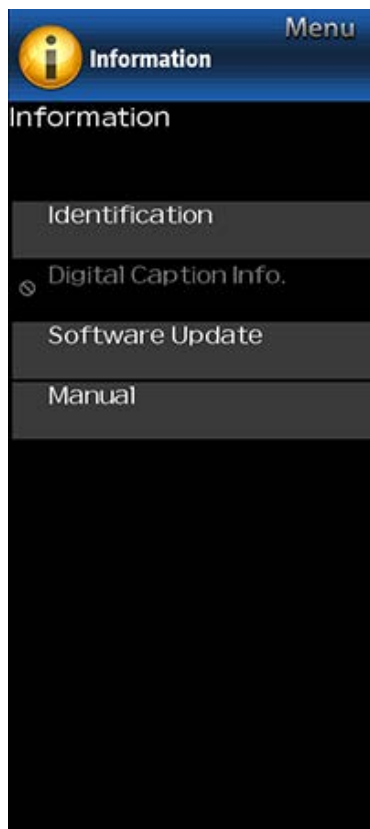 Menu
Information
Information
Identification
Digital Caption Info.
Software Update
Manual